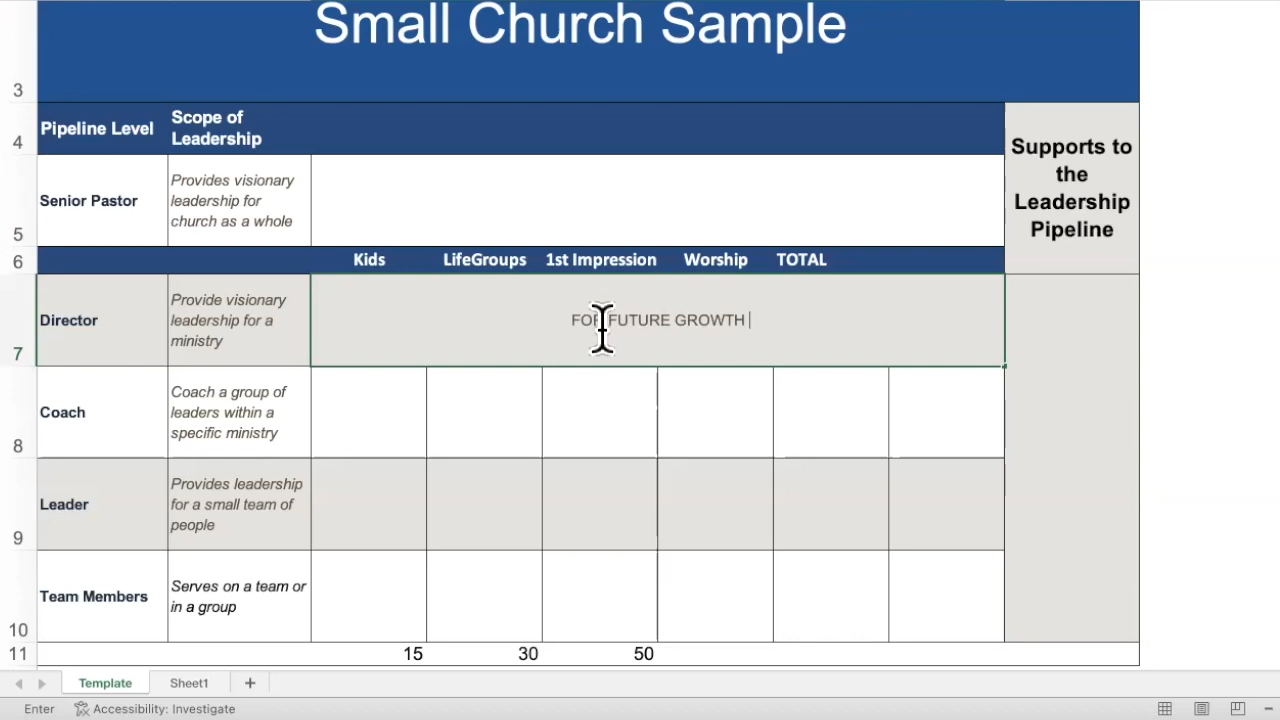 Small Church Sample
3
Pipeline Level
Scope of
Leadership
4
Supports to
the
Leadership
Pipeline
Senior Pastor
Provides visionary
leadership for
church as a whole
5
6
Kids
LifeGroups
1st Impression
Worship
TOTAL
Director
Provide visionary
leadership for a
ministry
FOR FUTURE GROWTH
7
Coach
Coach a group of
leaders within a
specific ministry
8
Leader
Provides leadership
for a small team of
people
9
Team Members
Serves on a team or
in a group
10
11
15
30
50
Template
Sheet1
Enter
Accessibility: Investigate